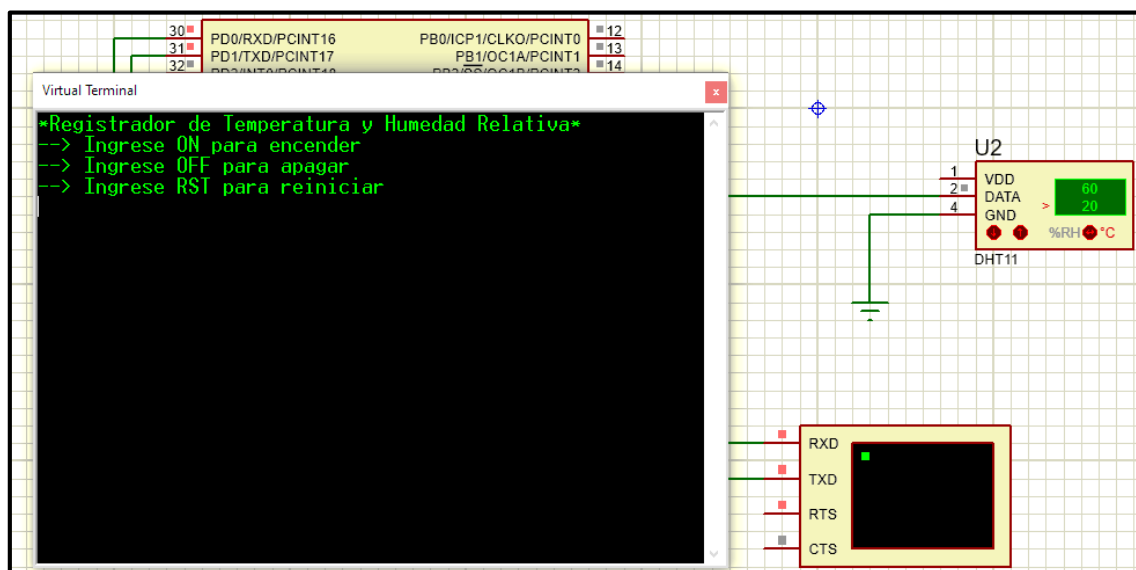 30
31
32
PD0/RXD/PCINT16
PD1/TXD/PCINT17
PB0/ICP1/CLKO/PCINT0
PB1/OC1A/PCINT1
12
13
14
Virtual Terminal
x
*Registrador de Temperatura y Humedad Relativa*
--> Ingrese ON para encender
--> Ingrese OFF para apagar
--> Ingrese RST para reiniciar
U2
1
2
4
VDD
DATA
GND
>
60
20
%RH
°C
DHT11
RXD
TXD
RTS
CTS